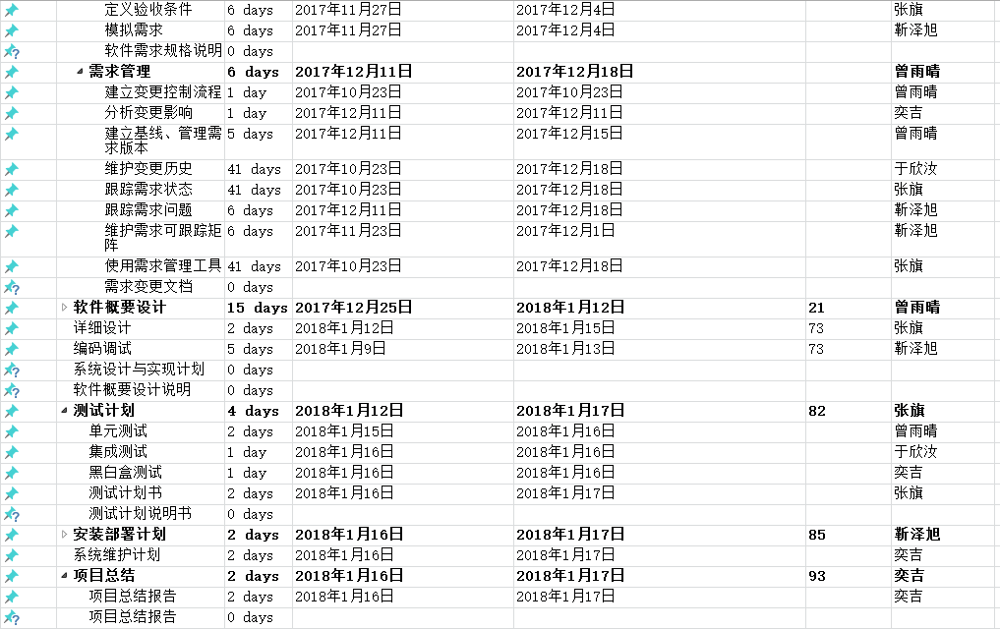 定义验收条件 6 days 2017年11月27日 2017年12月4日 张旗
模拟需求 6 days 2017年11月27日 2017年12月4日 靳泽旭
软件需求规格说明 0 days
需求管理 6 days 2017年12月11日 2017年12月18日 曾雨晴
建立变更控制流程 1 day 2017年10月23日 2017年10月23日 曾雨晴
分析变更影响 1 day 2017年12月11日 2017年12月11日 奕吉
建立基线、管理需 5 days 2017年12月11日 2017年12月15日 曾雨晴
求版本
维护变更历史 41 days 2017年10月23日 2017年12月18日 于欣汝
跟踪需求状态 41 days 2017年10月23日 2017年12月18日 张旗
跟踪需求问题 6 days 2017年12月11日 2017年12月18日 靳泽旭
维护需求可跟踪矩 6 days 2017年11月23日 2017年12月1日 靳泽旭
阵
使用需求管理工具 41 days 2017年10月23日 2017年12月18日 张旗
需求变更文档 0 days
软件概要设计 15 days 2017年12月25日 2018年1月12日 21 曾雨晴
详细设计 2 days 2018年1月12日 2018年1月15日 73 张旗
编码调试 5 days 2018年1月9日 2018年1月13日 73 靳泽旭
系统设计与实现计划 0 days
软件概要设计说明 0 days
测试计划 4 days 2018年1月12日 2018年1月17日 82 张旗
单元测试 2 days 2018年1月15日 2018年1月16日 曾雨晴
集成测试 1 day 2018年1月16日 2018年1月16日 于欣汝
黑白盒测试 1 day 2018年1月16日 2018年1月16日 奕吉
测试计划书 2 days 2018年1月16日 2018年1月17日 张旗
测试计划说明书 0 days
安装部署计划 2 days 2018年1月16日 2018年1月17日 85 靳泽旭
系统维护计划 2 days 2018年1月16日 2018年1月17日 奕吉
项目总结 2 days 2018年1月16日 2018年1月17日 93 奕吉
项目总结报告 2 days 2018年1月16日 2018年1月17日 奕吉
项目总结报告 0 days